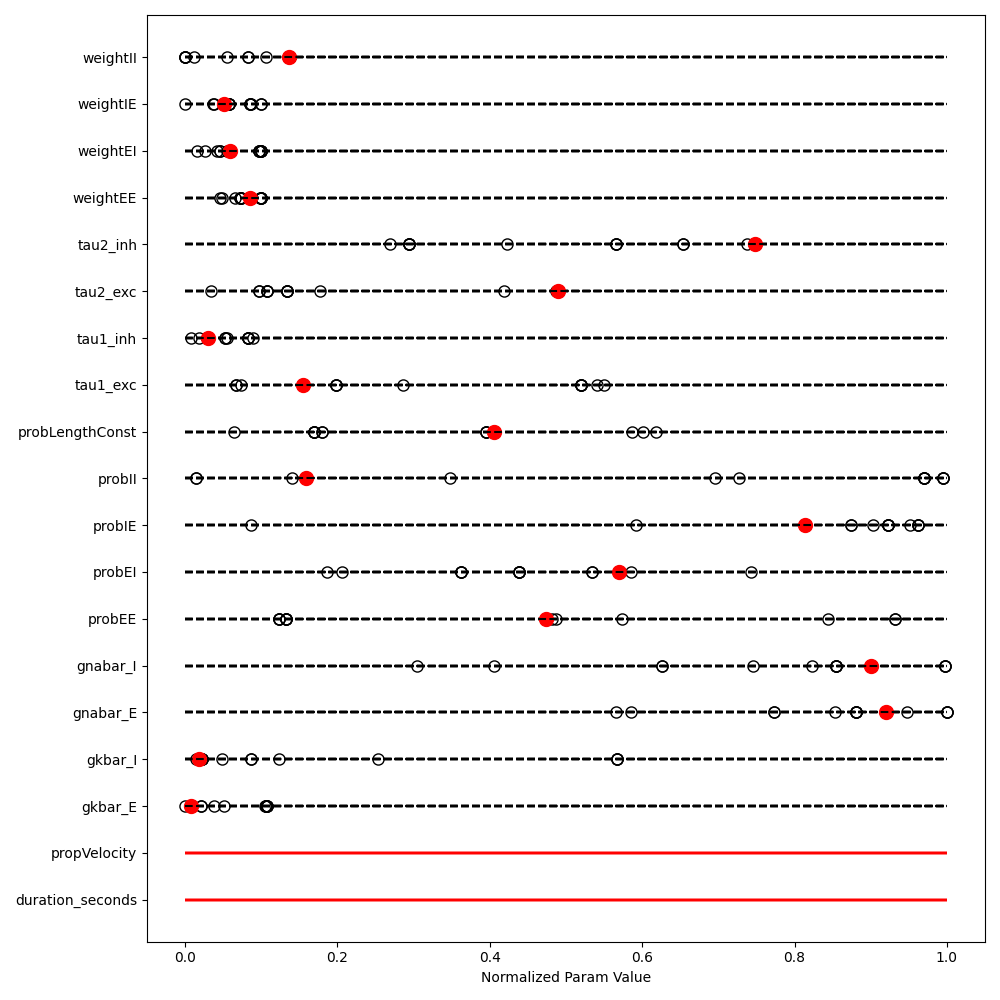 weightII
weightIE
weightEI
weightEE
tau2_inh
tau2_exc
tau1_inh
tau1_exc
probLengthConst
probII
probIE
probEI
probEE
gnabar_I
gnabar_E
gkbar_I
gkbar_E
propVelocity
duration_seconds
0.0 0.2 0.4 0.6 0.8 1.0
Normalized Param Value